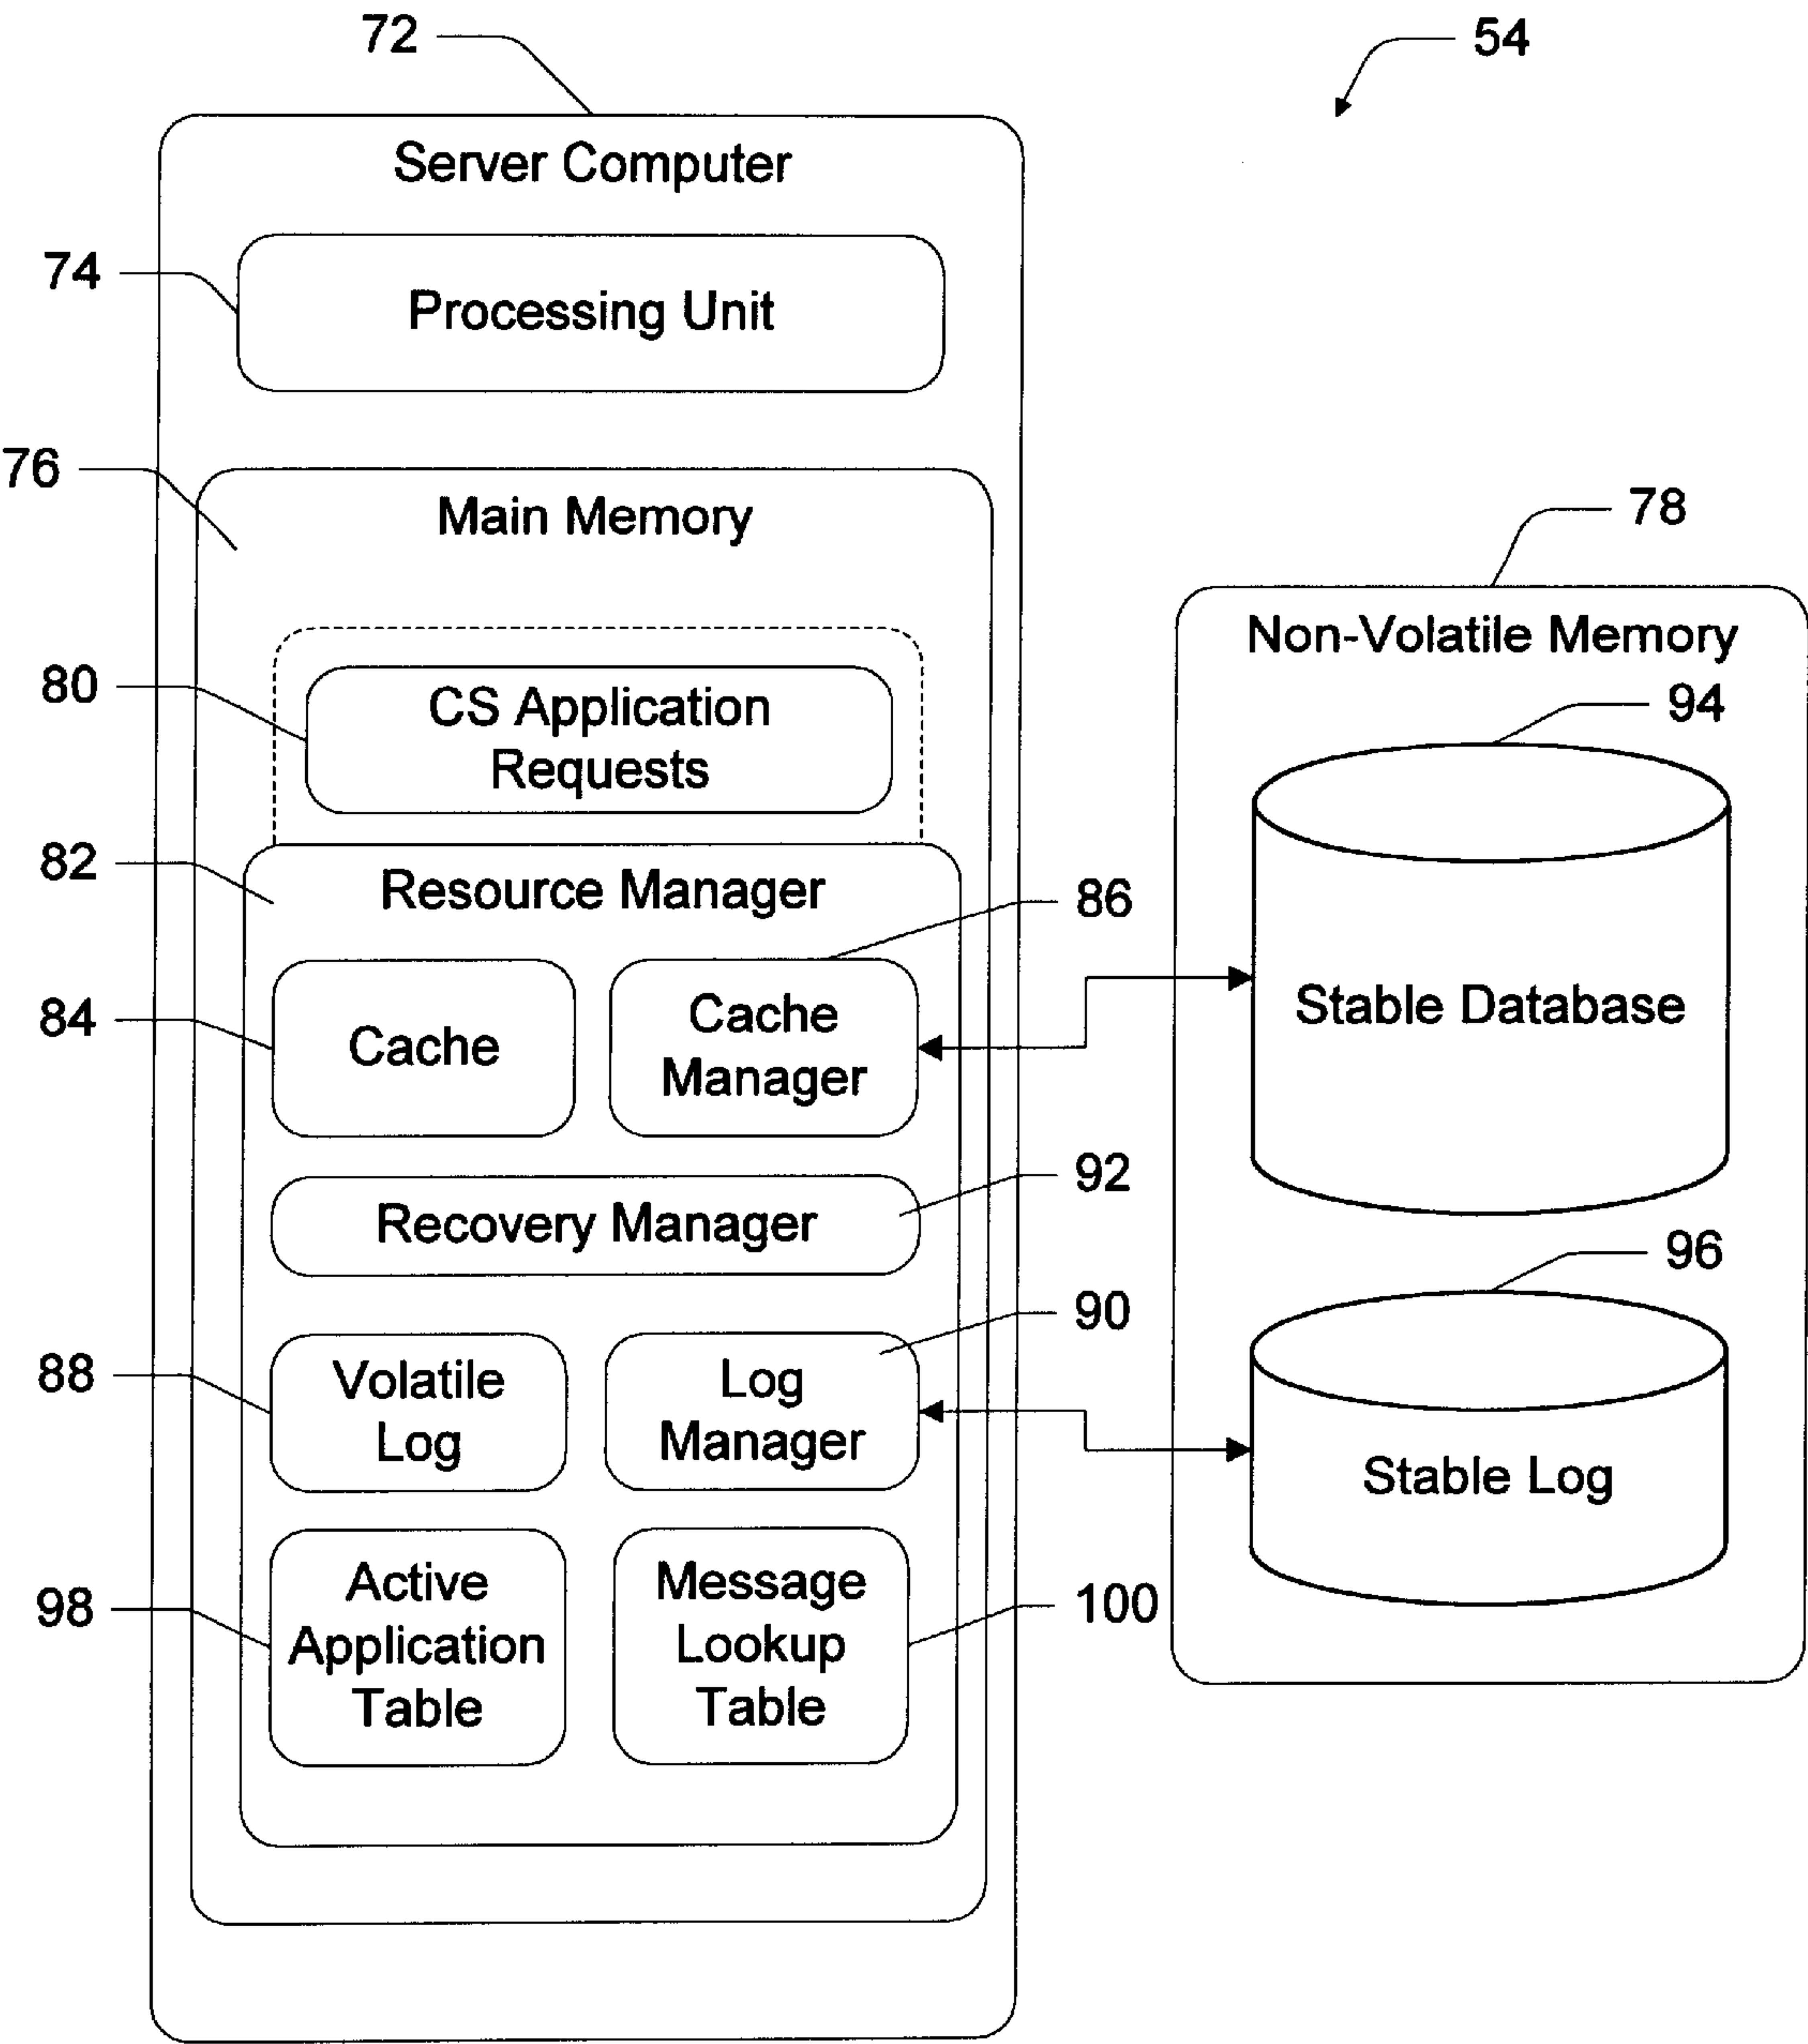 72
54
Server Computer
74
Processing Unit
76
Main Memory
78
Non-Volatile Memory
80
CS Application
Requests
94
82
Resource Manager
86
84
Cache
Cache
Manager
Stable Database
92
Recovery Manager
96
90
88
Volatile
Log
Log
Manager
Stable Log
98
Active
Application
Table
Message
Lookup
Table
100